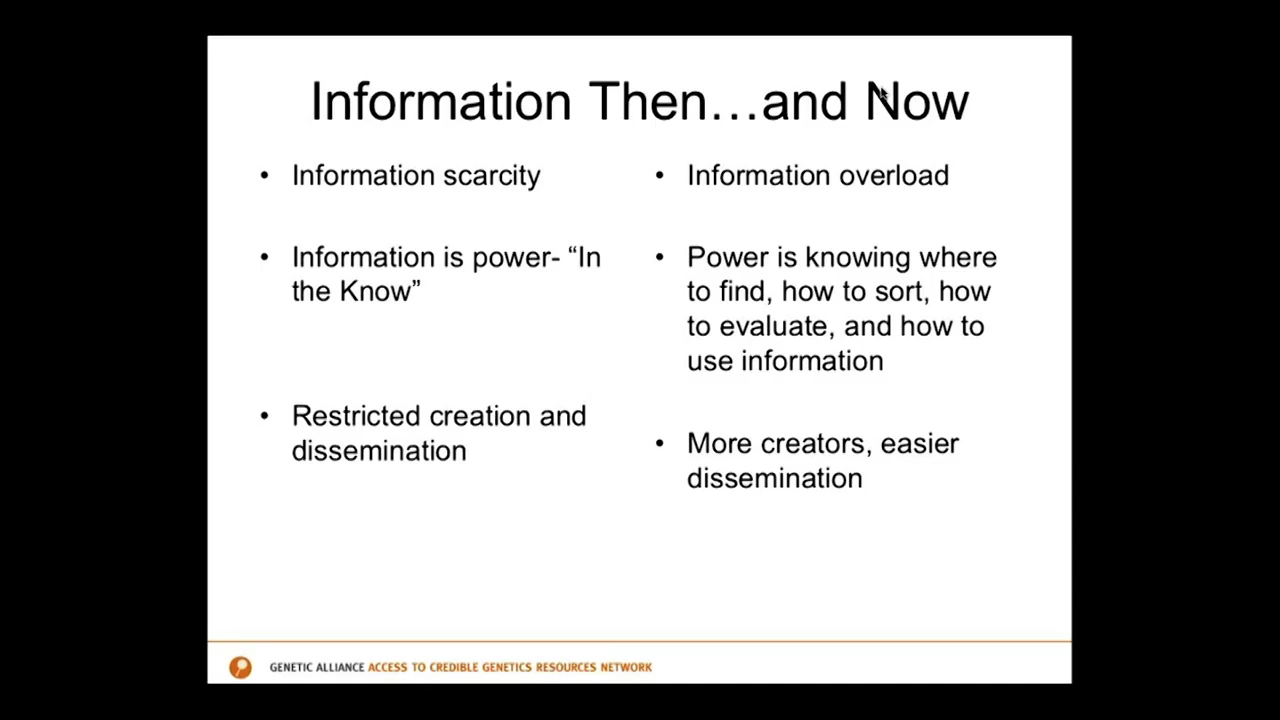 Information Then…and Now
• Information scarcity
• Information is power- “In
the Know”
• Restricted creation and
dissemination
• Information overload
• Power is knowing where
to find, how to sort, how
to evaluate, and how to
use information
• More creators, easier
dissemination
GENETIC ALLIANCE ACCESS TO CREDIBLE GENETICS RESOURCES NETWORK